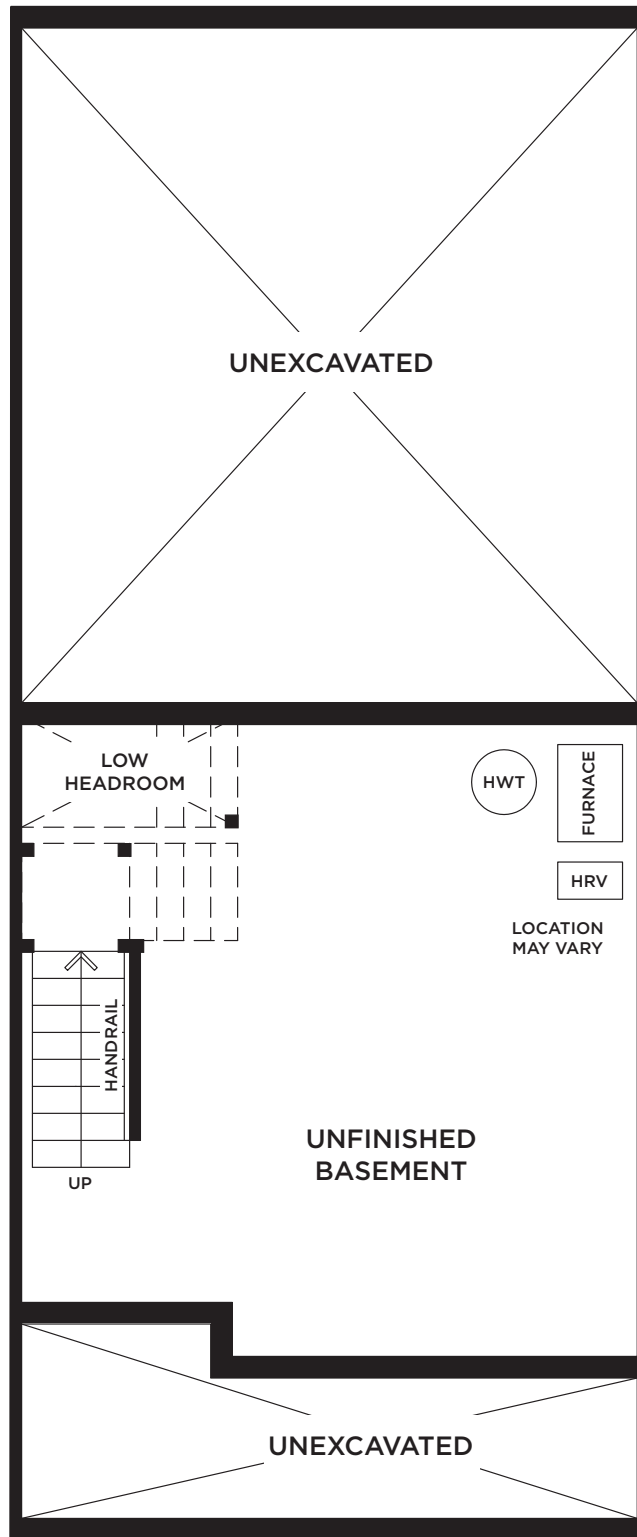 UNEXCAVATED
LOW
HEADROOM
HWT
FURNACE
HRV
LOCATION
MAY VARY
HANDRAIL
UNFINISHED
BASEMENT
UP
UNEXCAVATED